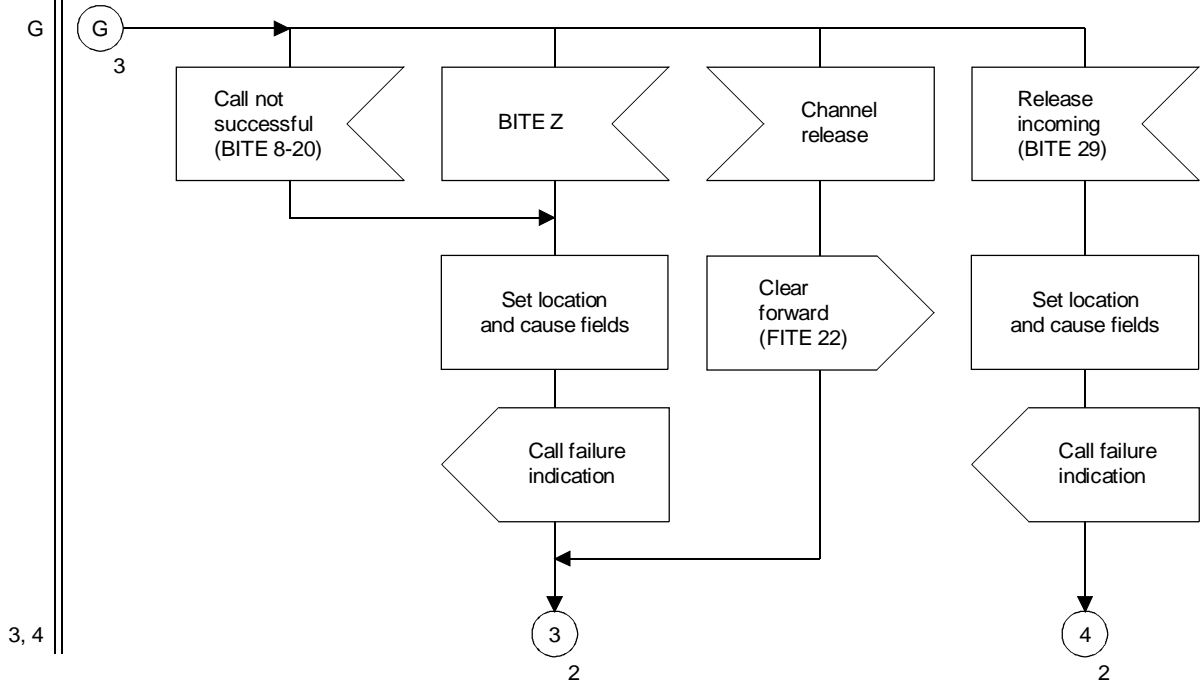 G
G
3
Call not
successful
(BITE 8-20)
BITE Z
Channel
release
Release
incoming
(BITE 29)
Set location
and cause fields
Clear
forward
(FITE 22)
Set location
and cause fields
Call failure
indication
Call failure
indication
3, 4
3
2
4
2